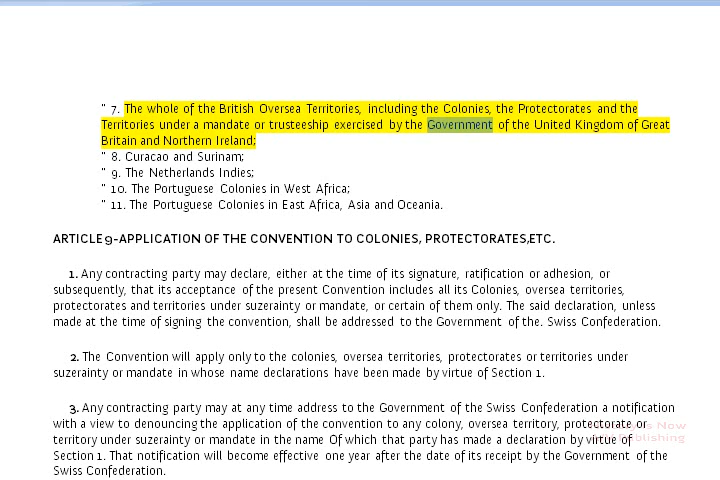 " 7. The whole of the British Oversea Territories, including the Colonies, the Protectorates and the
Territories under a mandate or trusteeship exercised by the Government of the United Kingdom of Great
Britain and Northern Ireland;
" 8. Curacao and Surinam;
" 9. The Netherlands Indies;
" 10. The Portuguese Colonies in West Africa;
" 11. The Portuguese Colonies in East Africa, Asia and Oceania.
ARTICLE 9-APPLICATION OF THE CONVENTION TO COLONIES, PROTECTORATES,ETC.
1. Any contracting party may declare, either at the time of its signature, ratification or adhesion, or
subsequently, that its acceptance of the present Convention includes all its Colonies, oversea territories,
protectorates and territories under suzerainty or mandate, or certain of them only. The said declaration, unless
made at the time of signing the convention, shall be addressed to the Government of the. Swiss Confederation.
2. The Convention will apply only to the colonies, oversea territories, protectorates or territories under
suzerainty or mandate in whose name declarations have been made by virtue of Section 1.
3. Any contracting party may at any time address to the Government of the Swiss Confederation a notification
with a view to denouncing the application of the convention to any colony, oversea territory, protectorate or
territory under suzerainty or mandate in the name Of which that party has made a declaration by virtue of
Section 1. That notification will become effective one year after the date of its receipt by the Government of the
Swiss Confederation.